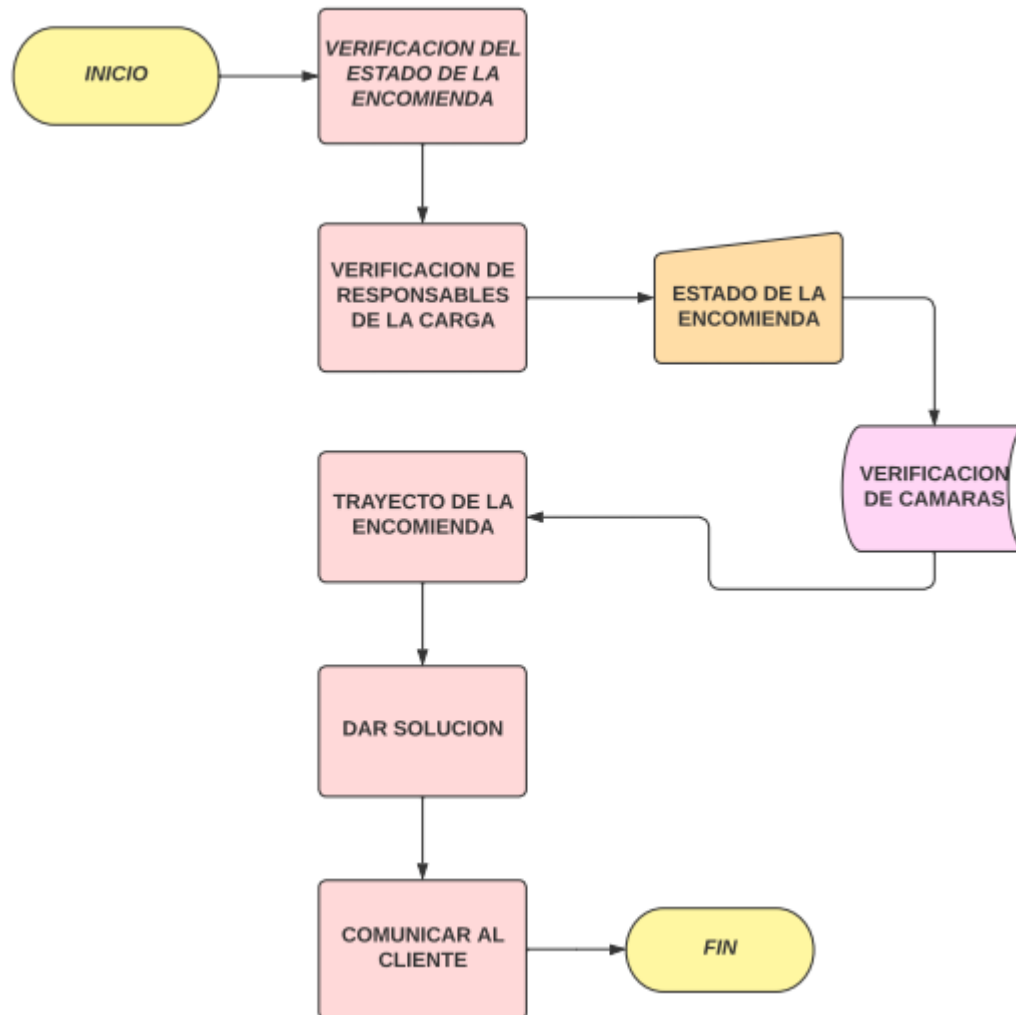 INICIO
VERIFICACION DEL
ESTADO DE LA
ENCOMIENDA
VERIFICACION DE
RESPONSABLES
DE LA CARGA
ESTADO DE LA
ENCOMIENDA
VERIFICACION
DE CAMARAS
TRAYECTO DE LA
ENCOMIENDA
DAR SOLUCION
COMUNICAR AL
CLIENTE
FIN